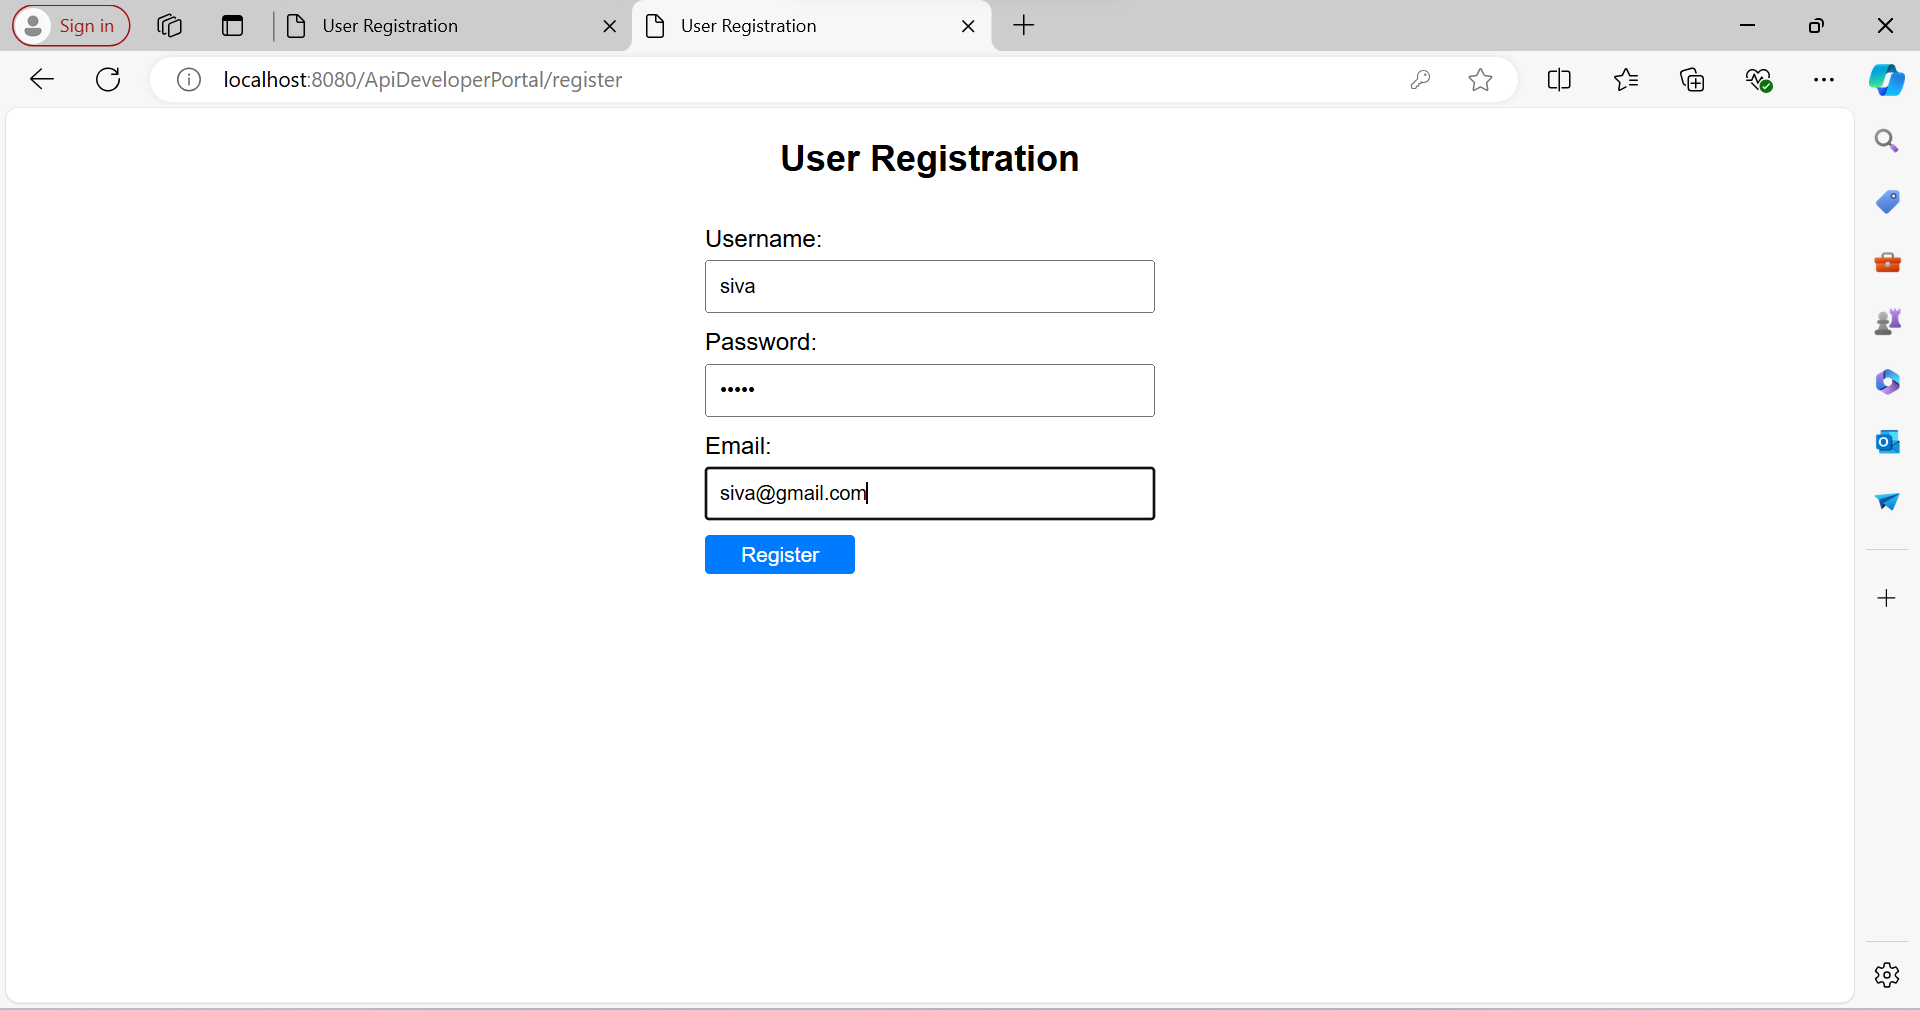 Sign in
User Registration
User Registration
localhost:8080/ApiDeveloperPortal/register
User Registration
Username:
siva
Password:
•••••
Email:
siva@gmail.com
Register